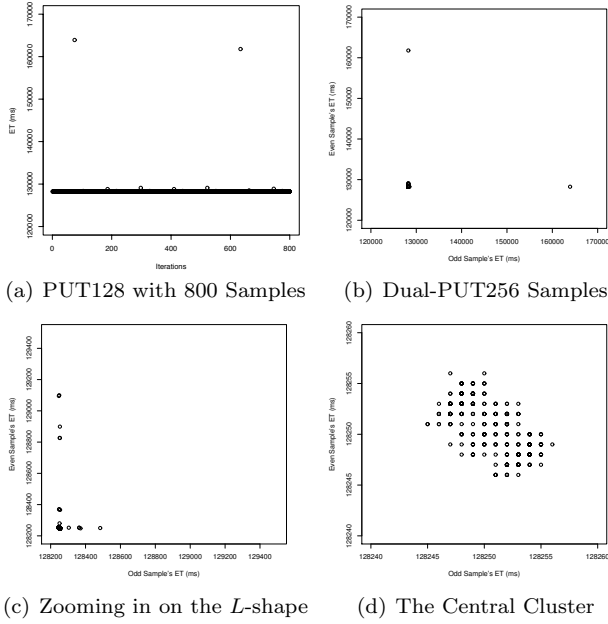 170000
160000
150000
140000
130000
120000
ET (ms)
0 200 400 600 800
Iterations
(a) PUT128 with 800 Samples
170000
160000
150000
140000
130000
120000
Even Sample's ET (ms)
120000 130000 140000 150000 160000 170000
Odd Sample's ET (ms)
(b) Dual-PUT256 Samples
129400
129200
129000
128800
128600
128400
128200
Even Sample's ET (ms)
128200 128400 128600 128800 129000 129200 129400
Odd Sample's ET (ms)
(c) Zooming in on the L-shape
128260
128255
128250
128245
128240
Even Sample's ET (ms)
128240 128245 128250 128255 128260
Odd Sample's ET (ms)
(d) The Central Cluster